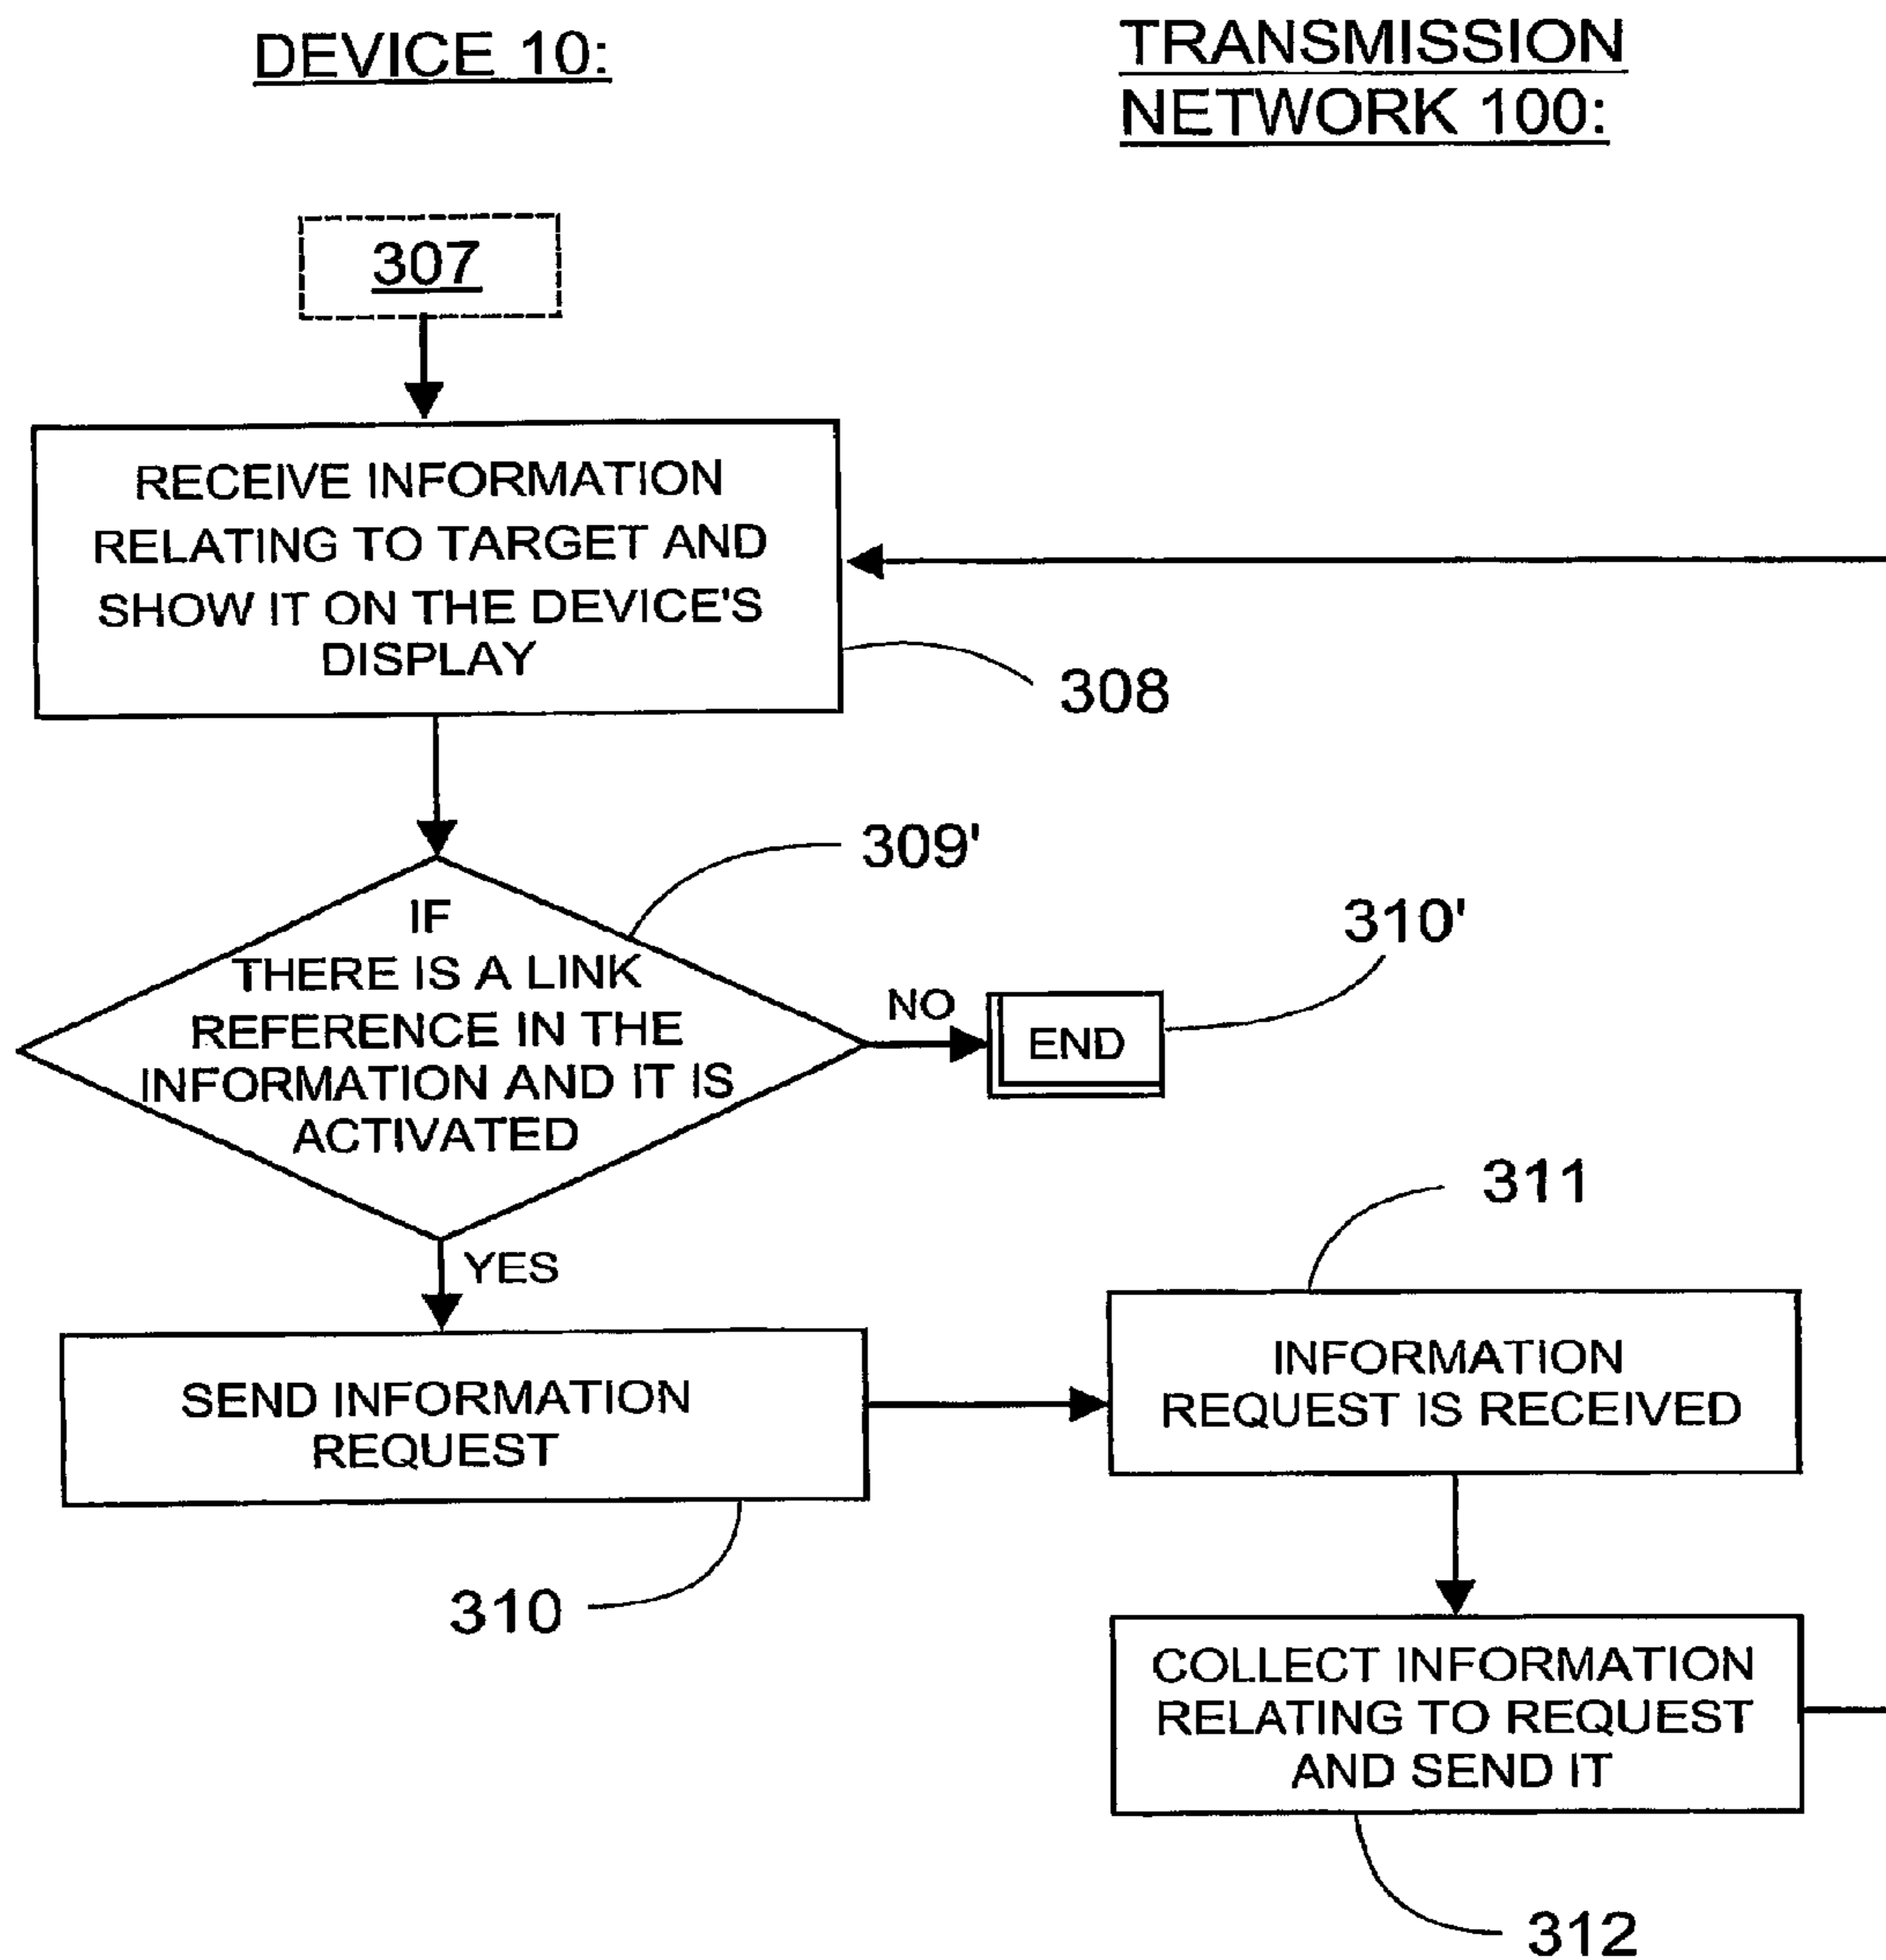 DEVICE 10:
TRANSMISSION
NETWORK 100:
307
RECEIVE INFORMATION
RELATING TO TARGET AND
SHOW IT ON THE DEVICE'S
DISPLAY
308
309'
IF
THERE IS A LINK
REFERENCE IN THE
INFORMATION AND IT IS
ACTIVATED
NO
END
310'
YES
SEND INFORMATION
REQUEST
310
311
INFORMATION
REQUEST IS RECEIVED
COLLECT INFORMATION
RELATING TO REQUEST
AND SEND IT
312